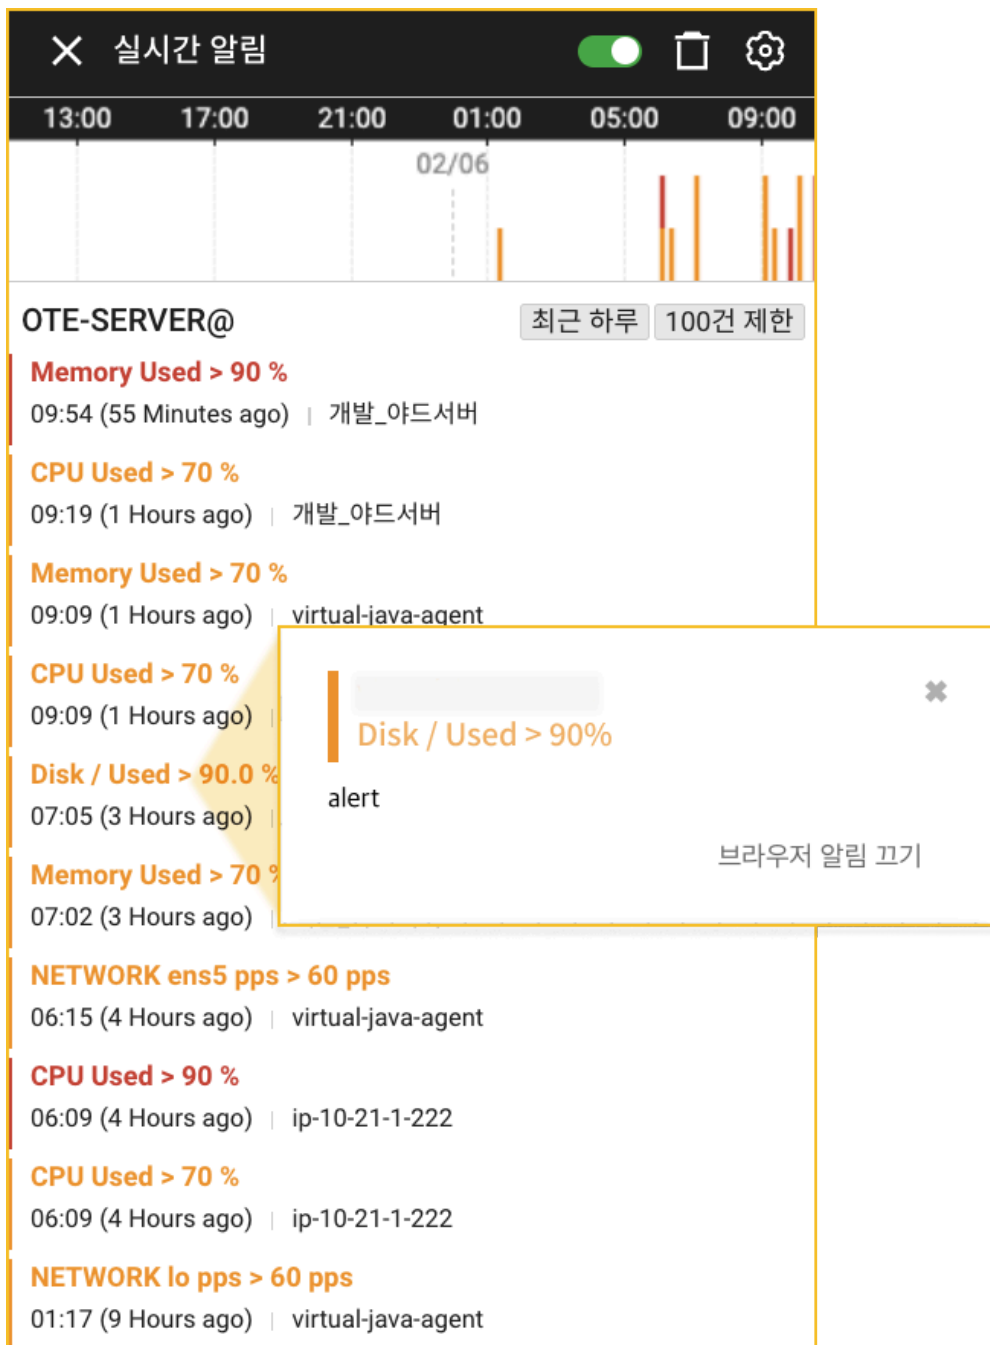 실시간 알림
13:00 17:00 21:00 01:00 05:00 09:00
02/06
OTE-SERVER@ 최근 하루 100건 제한
Memory Used > 90 %
09:54 (55 Minutes ago) | 개발_야드서버
CPU Used > 70 %
09:19 (1 Hours ago) | 개발_야드서버
Memory Used > 70 %
09:09 (1 Hours ago) | virtual-java-agent
CPU Used > 70 %
09:09 (1 Hours ago) |
Disk / Used > 90.0 %
07:05 (3 Hours ago) |
Memory Used > 70 %
07:02 (3 Hours ago) |
Disk / Used > 90%
alert
브라우저 알림 끄기
NETWORK ens5 pps > 60 pps
06:15 (4 Hours ago) | virtual-java-agent
CPU Used > 90 %
06:09 (4 Hours ago) | ip-10-21-1-222
CPU Used > 70 %
06:09 (4 Hours ago) | ip-10-21-1-222
NETWORK lo pps > 60 pps
01:17 (9 Hours ago) | virtual-java-agent